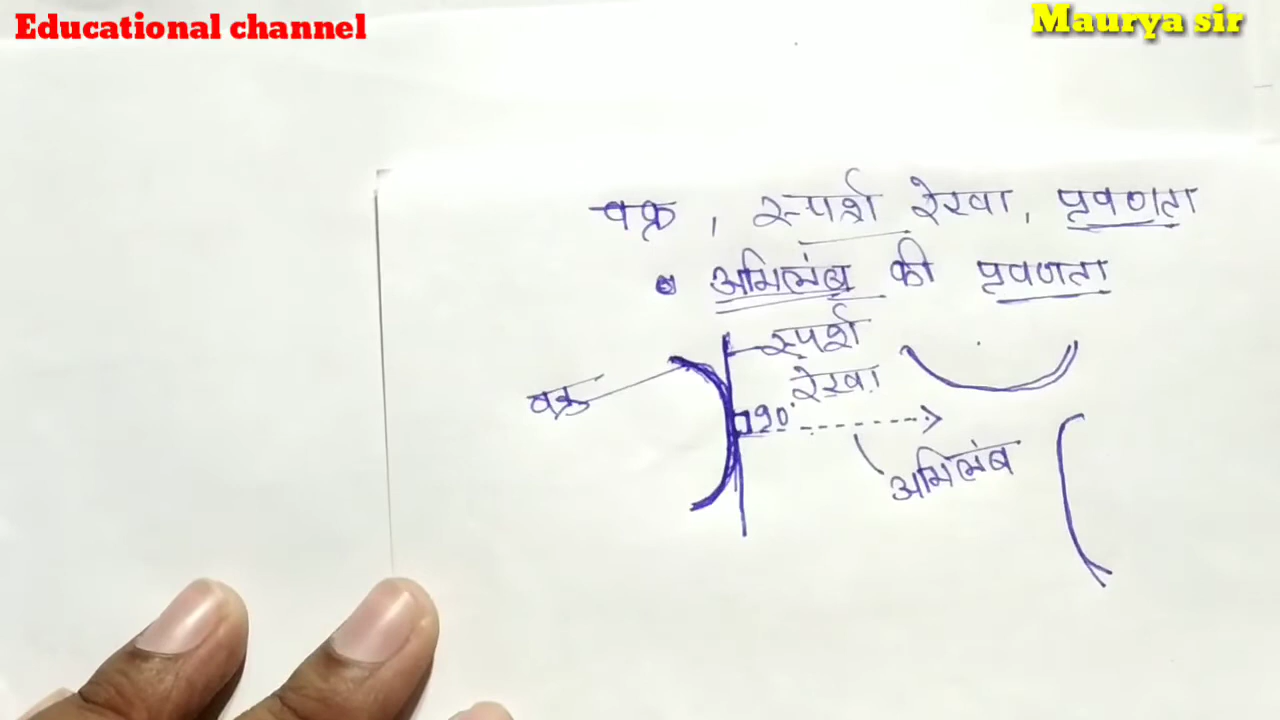 Educational channel
Maurya sir
वक्र, स्पर्श रेखा, प्रवणता
• अभिलंब की प्रवणता
स्पर्श
रेखा
वक्र
90°
अभिलंब